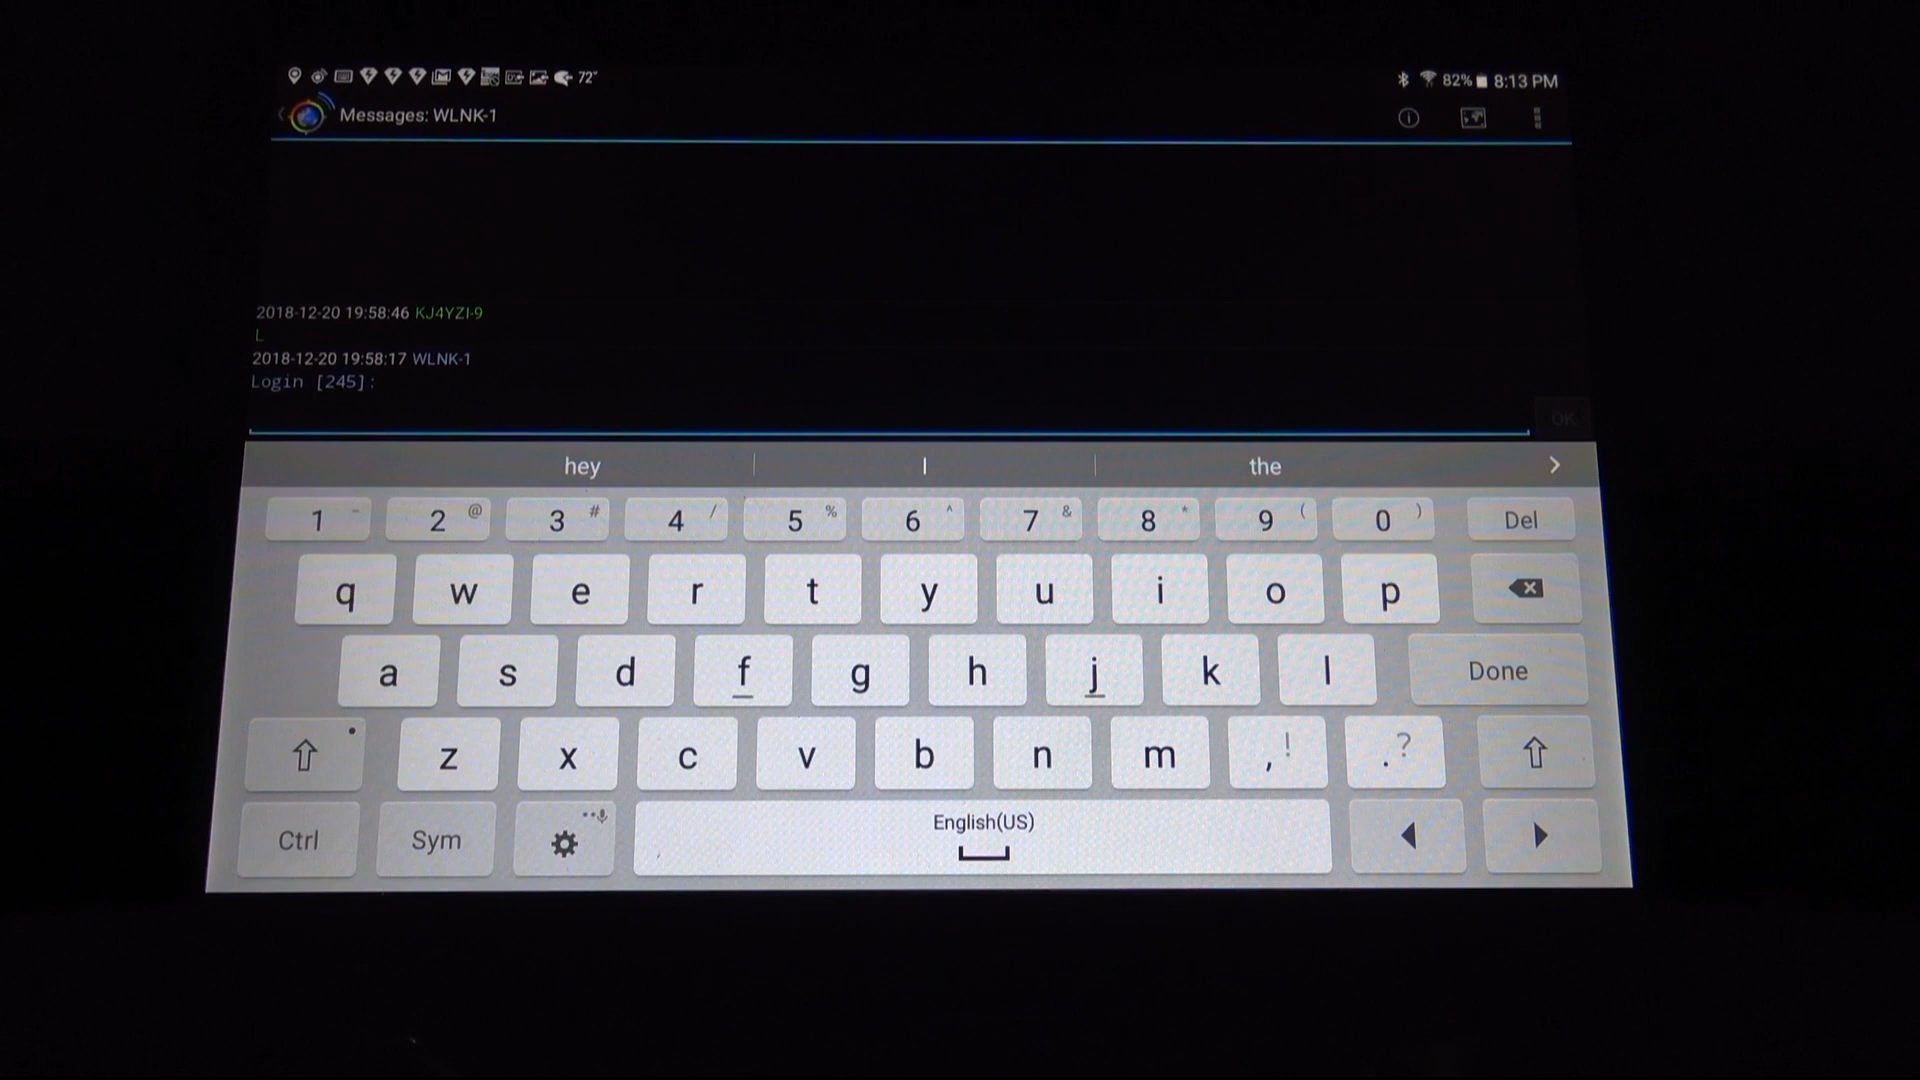 72°
82% 8:13 PM
Messages: WLNK-1
2018-12-20 19:58:46 KJ4YZI-9
L
2018-12-20 19:58:17 WLNK-1
Login [245]:
OK
hey I the
1 - 2 @ 3 # 4 / 5 % 6 ^ 7 & 8 * 9 ( 0 ) Del
q w e r t y u i o p
a s d f g h j k l Done
z x c v b n m , ! . ?
Ctrl Sym English(US)